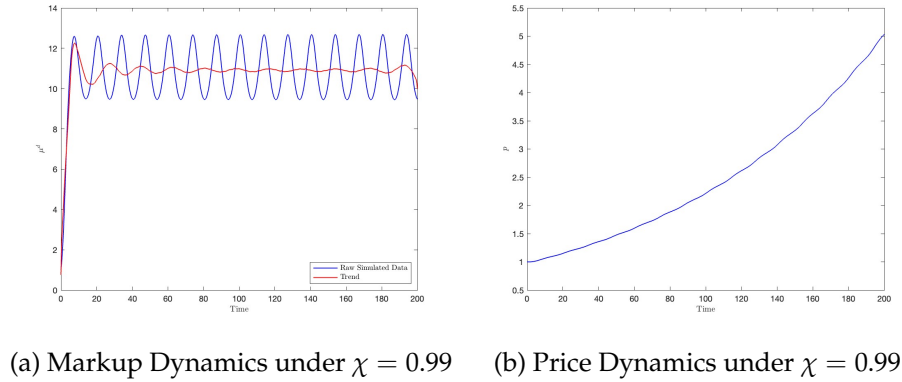 14
12
10
8
6
4
2
0
μᵈ
0 20 40 60 80 100 120 140 160 180 200
Time
Raw Simulated Data
Trend
5.5
5
4.5
4
3.5
3
2.5
2
1.5
1
0.5
p
0 20 40 60 80 100 120 140 160 180 200
Time
(a) Markup Dynamics under χ = 0.99
(b) Price Dynamics under χ = 0.99